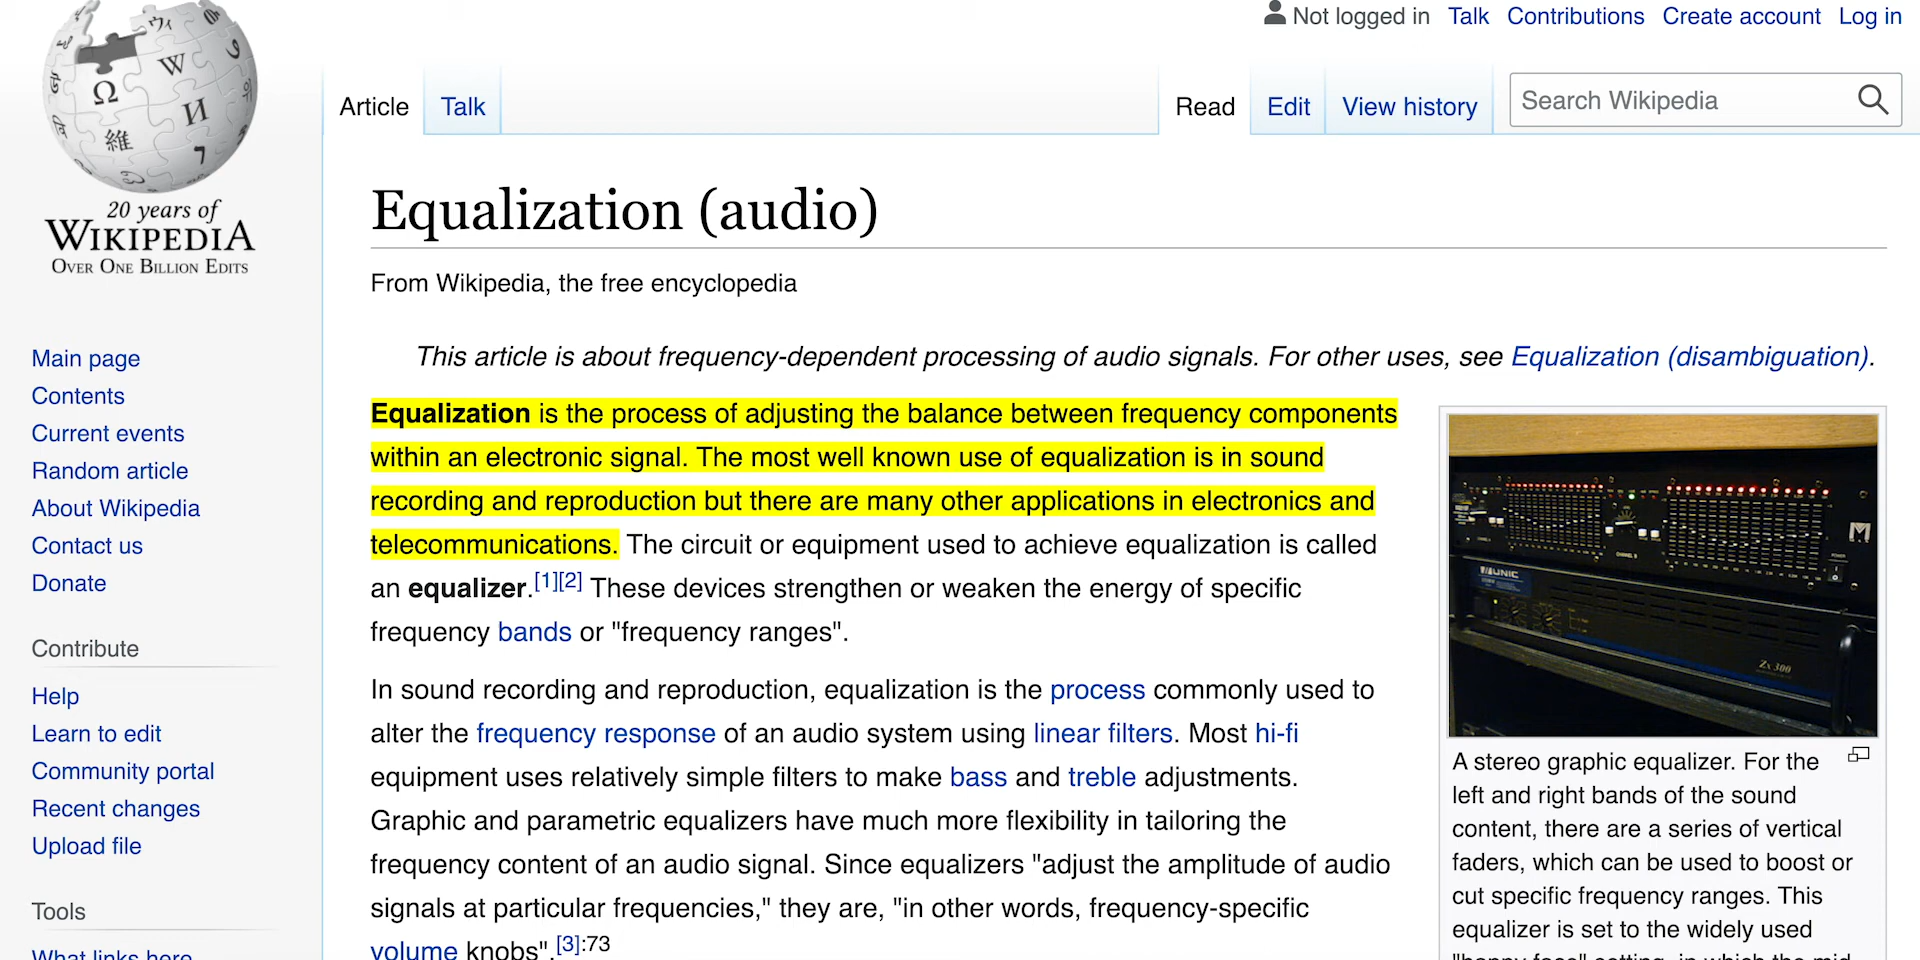 Not logged in Talk Contributions Create account Log in
Article Talk Read Edit View history Search Wikipedia
20 years of
WIKIPEDIA
OVER ONE BILLION EDITS
Main page
Contents
Current events
Random article
About Wikipedia
Contact us
Donate
Contribute
Help
Learn to edit
Community portal
Recent changes
Upload file
Tools
What links here
Equalization (audio)
From Wikipedia, the free encyclopedia
This article is about frequency-dependent processing of audio signals. For other uses, see Equalization (disambiguation).
Equalization is the process of adjusting the balance between frequency components
within an electronic signal. The most well known use of equalization is in sound
recording and reproduction but there are many other applications in electronics and
telecommunications. The circuit or equipment used to achieve equalization is called
an equalizer.[1][2] These devices strengthen or weaken the energy of specific
frequency bands or "frequency ranges".
In sound recording and reproduction, equalization is the process commonly used to
alter the frequency response of an audio system using linear filters. Most hi-fi
equipment uses relatively simple filters to make bass and treble adjustments.
Graphic and parametric equalizers have much more flexibility in tailoring the
frequency content of an audio signal. Since equalizers "adjust the amplitude of audio
signals at particular frequencies," they are, "in other words, frequency-specific
volume knobs".[3]:73
Zx 300
A stereo graphic equalizer. For the
left and right bands of the sound
content, there are a series of vertical
faders, which can be used to boost or
cut specific frequency ranges. This
equalizer is set to the widely used
"happy face" setting, in which the mid